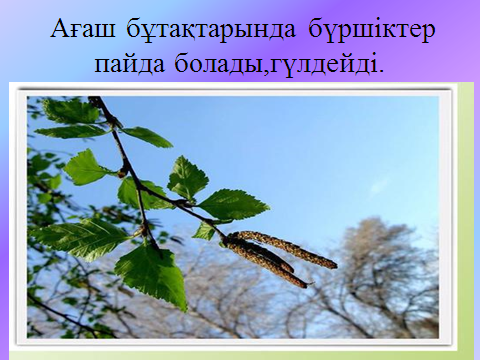 Ағаш бұтақтарында бүршіктер
пайда болады,гүлдейді.